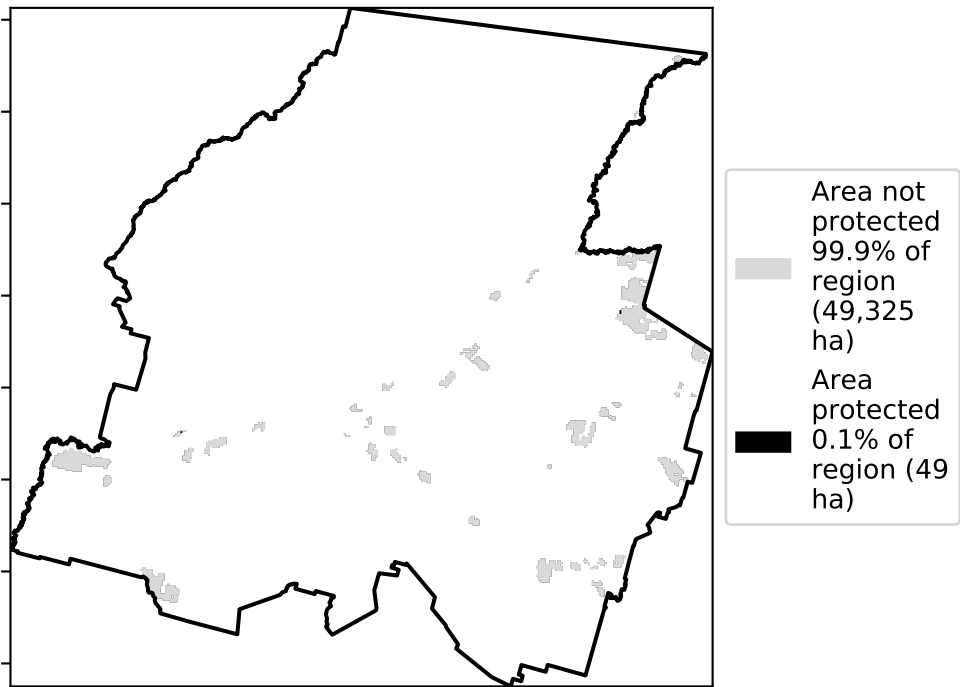 Area not
protected
99.9% of
region
(49,325
ha)
Area
protected
0.1% of
region (49
ha)